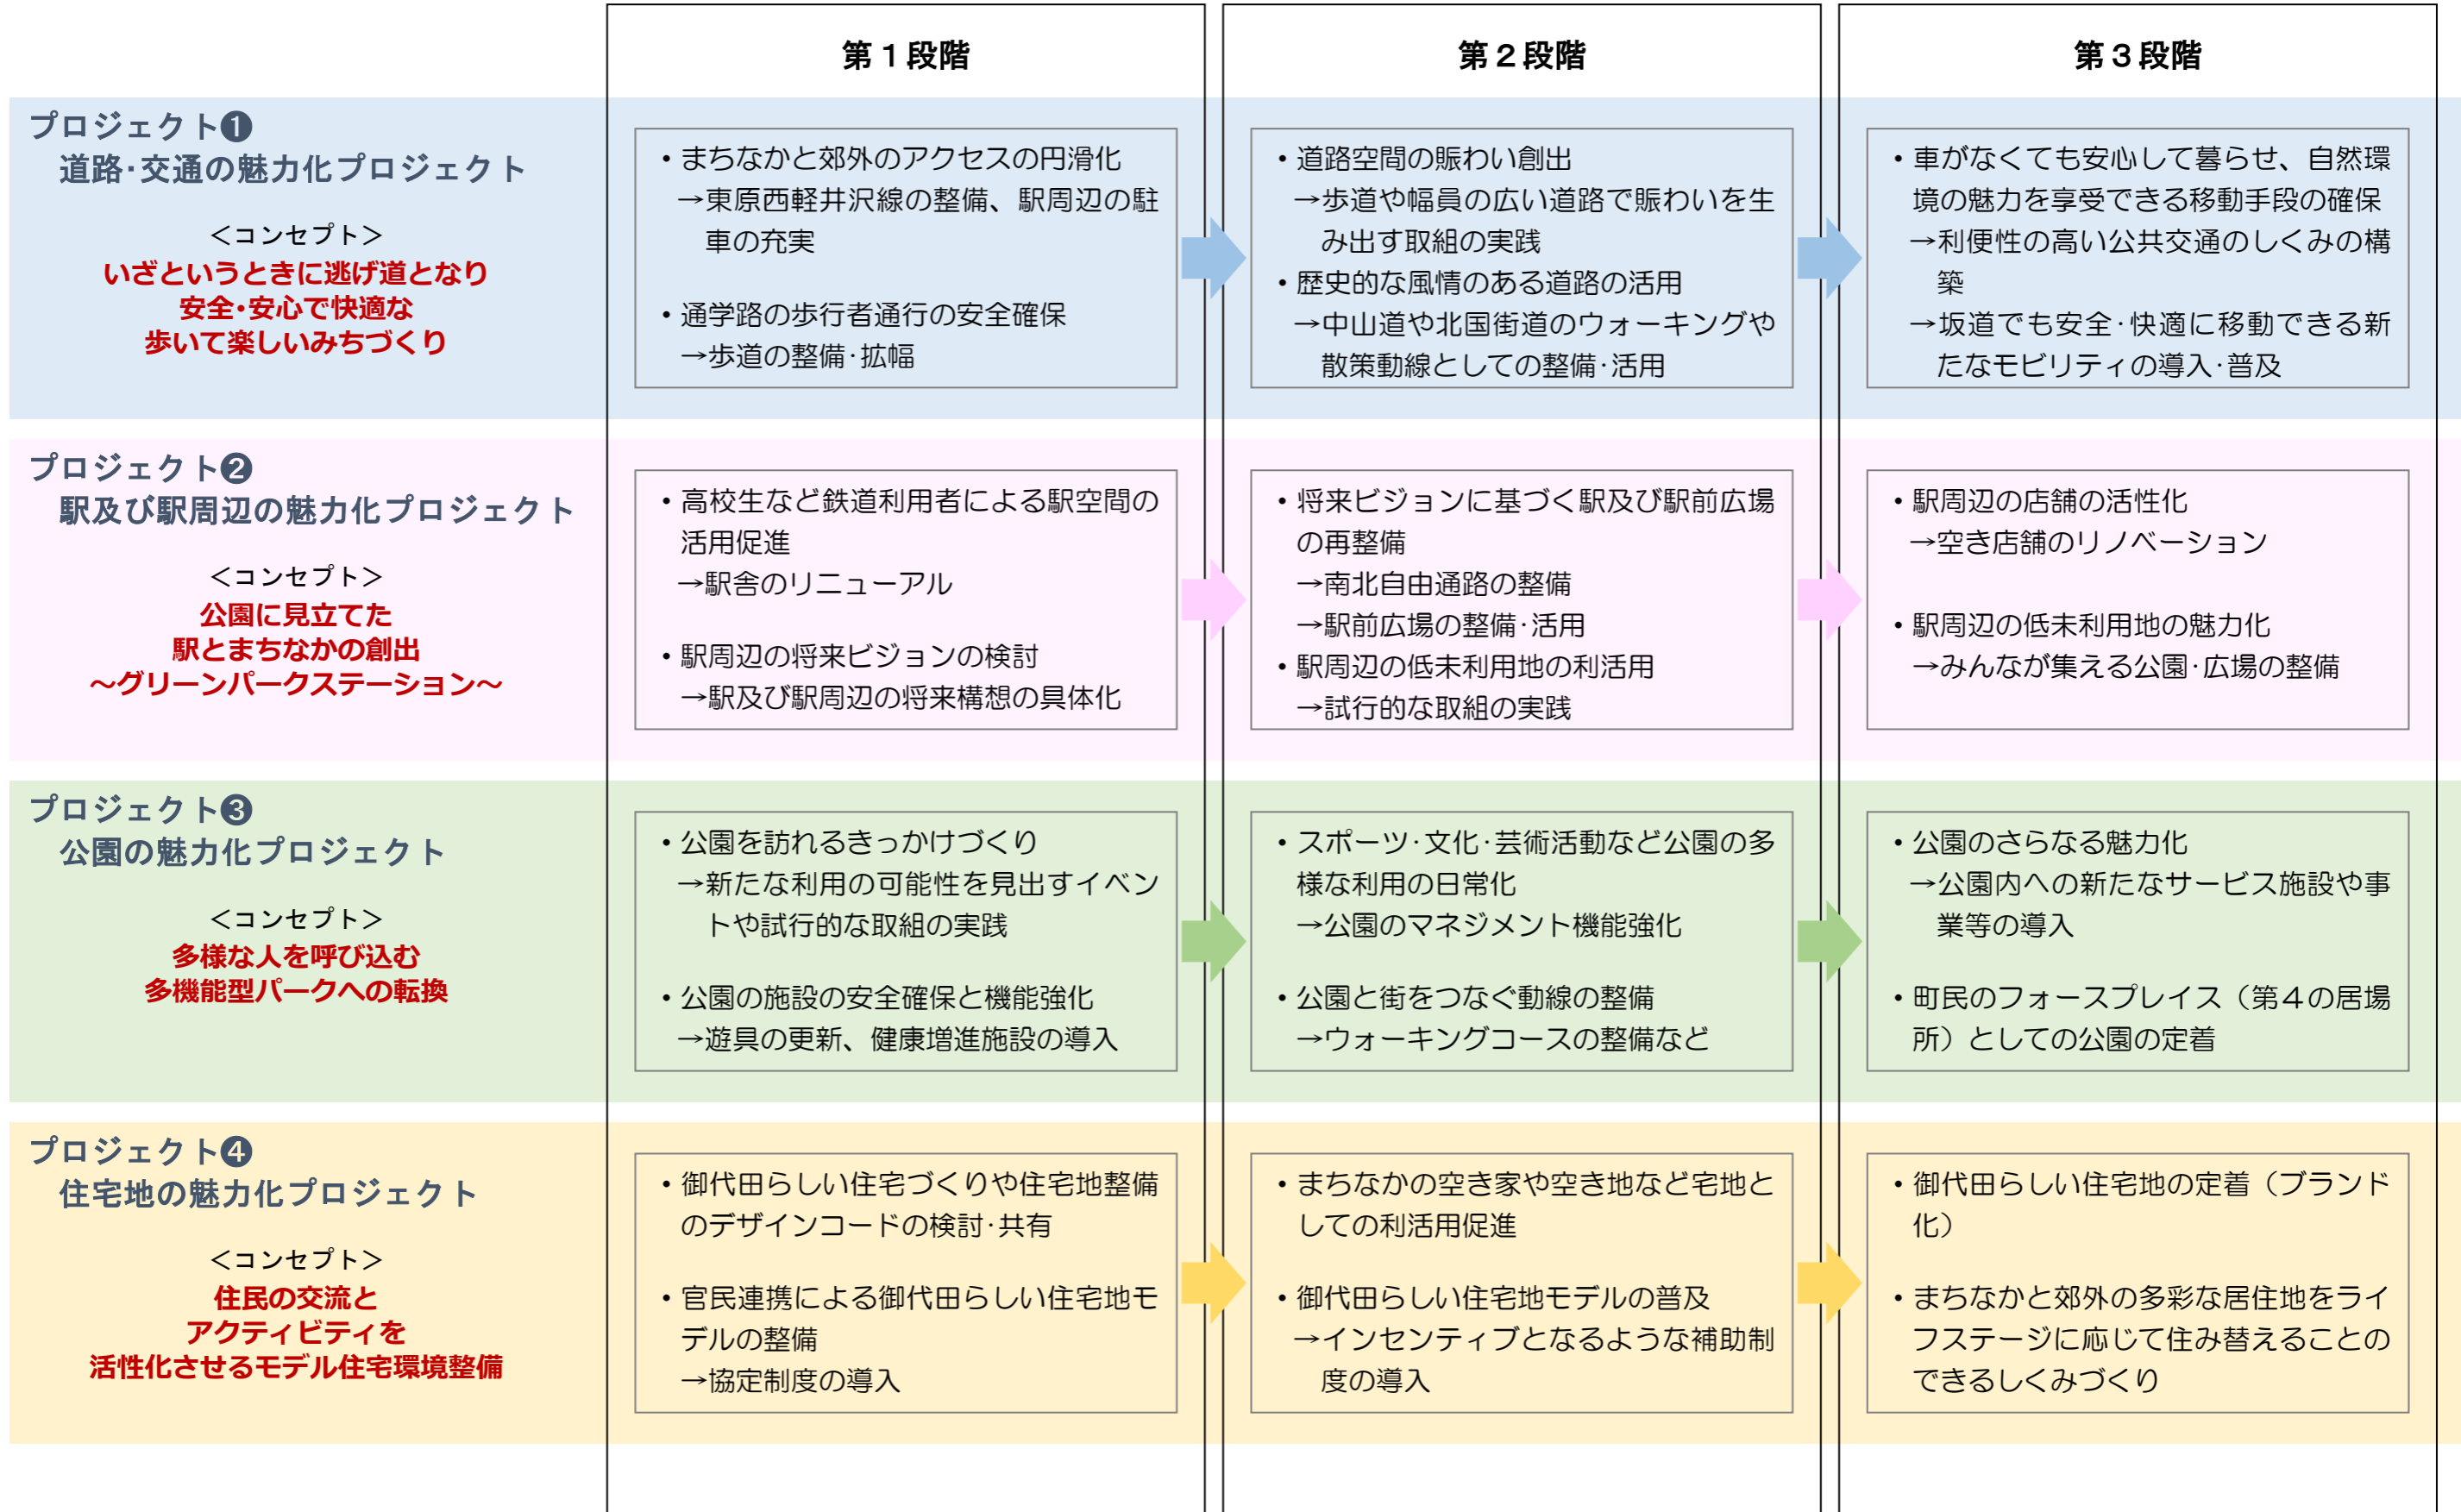 第１段階
第２段階
第３段階
プロジェクト❶
道路･交通の魅力化プロジェクト
＜コンセプト＞
いざというときに逃げ道となり
安全･安心で快適な
歩いて楽しいみちづくり
・まちなかと郊外のアクセスの円滑化
→東原西軽井沢線の整備、駅周辺の駐
車の充実
・通学路の歩行者通行の安全確保
→歩道の整備･拡幅
・道路空間の賑わい創出
→歩道や幅員の広い道路で賑わいを生
み出す取組の実践
・歴史的な風情のある道路の活用
→中山道や北国街道のウォーキングや
散策動線としての整備･活用
・車がなくても安心して暮らせ、自然環
境の魅力を享受できる移動手段の確保
→利便性の高い公共交通のしくみの構
築
→坂道でも安全･快適に移動できる新
たなモビリティの導入･普及
プロジェクト❷
駅及び駅周辺の魅力化プロジェクト
＜コンセプト＞
公園に見立てた
駅とまちなかの創出
～グリーンパークステーション～
・高校生など鉄道利用者による駅空間の
活用促進
→駅舎のリニューアル
・駅周辺の将来ビジョンの検討
→駅及び駅周辺の将来構想の具体化
・将来ビジョンに基づく駅及び駅前広場
の再整備
→南北自由通路の整備
→駅前広場の整備･活用
・駅周辺の低未利用地の利活用
→試行的な取組の実践
・駅周辺の店舗の活性化
→空き店舗のリノベーション
・駅周辺の低未利用地の魅力化
→みんなが集える公園･広場の整備
プロジェクト❸
公園の魅力化プロジェクト
＜コンセプト＞
多様な人を呼び込む
多機能型パークへの転換
・公園を訪れるきっかけづくり
→新たな利用の可能性を見出すイベン
トや試行的な取組の実践
・公園の施設の安全確保と機能強化
→遊具の更新、健康増進施設の導入
・スポーツ･文化･芸術活動など公園の多
様な利用の日常化
→公園のマネジメント機能強化
・公園と街をつなぐ動線の整備
→ウォーキングコースの整備など
・公園のさらなる魅力化
→公園内への新たなサービス施設や事
業等の導入
・町民のフォースプレイス（第４の居場
所）としての公園の定着
プロジェクト❹
住宅地の魅力化プロジェクト
＜コンセプト＞
住民の交流と
アクティビティを
活性化させるモデル住宅環境整備
・御代田らしい住宅づくりや住宅地整備
のデザインコードの検討･共有
・官民連携による御代田らしい住宅地モ
デルの整備
→協定制度の導入
・まちなかの空き家や空き地など宅地と
しての利活用促進
・御代田らしい住宅地モデルの普及
→インセンティブとなるような補助制
度の導入
・御代田らしい住宅地の定着（ブランド
化）
・まちなかと郊外の多彩な居住地をライ
フステージに応じて住み替えることの
できるしくみづくり